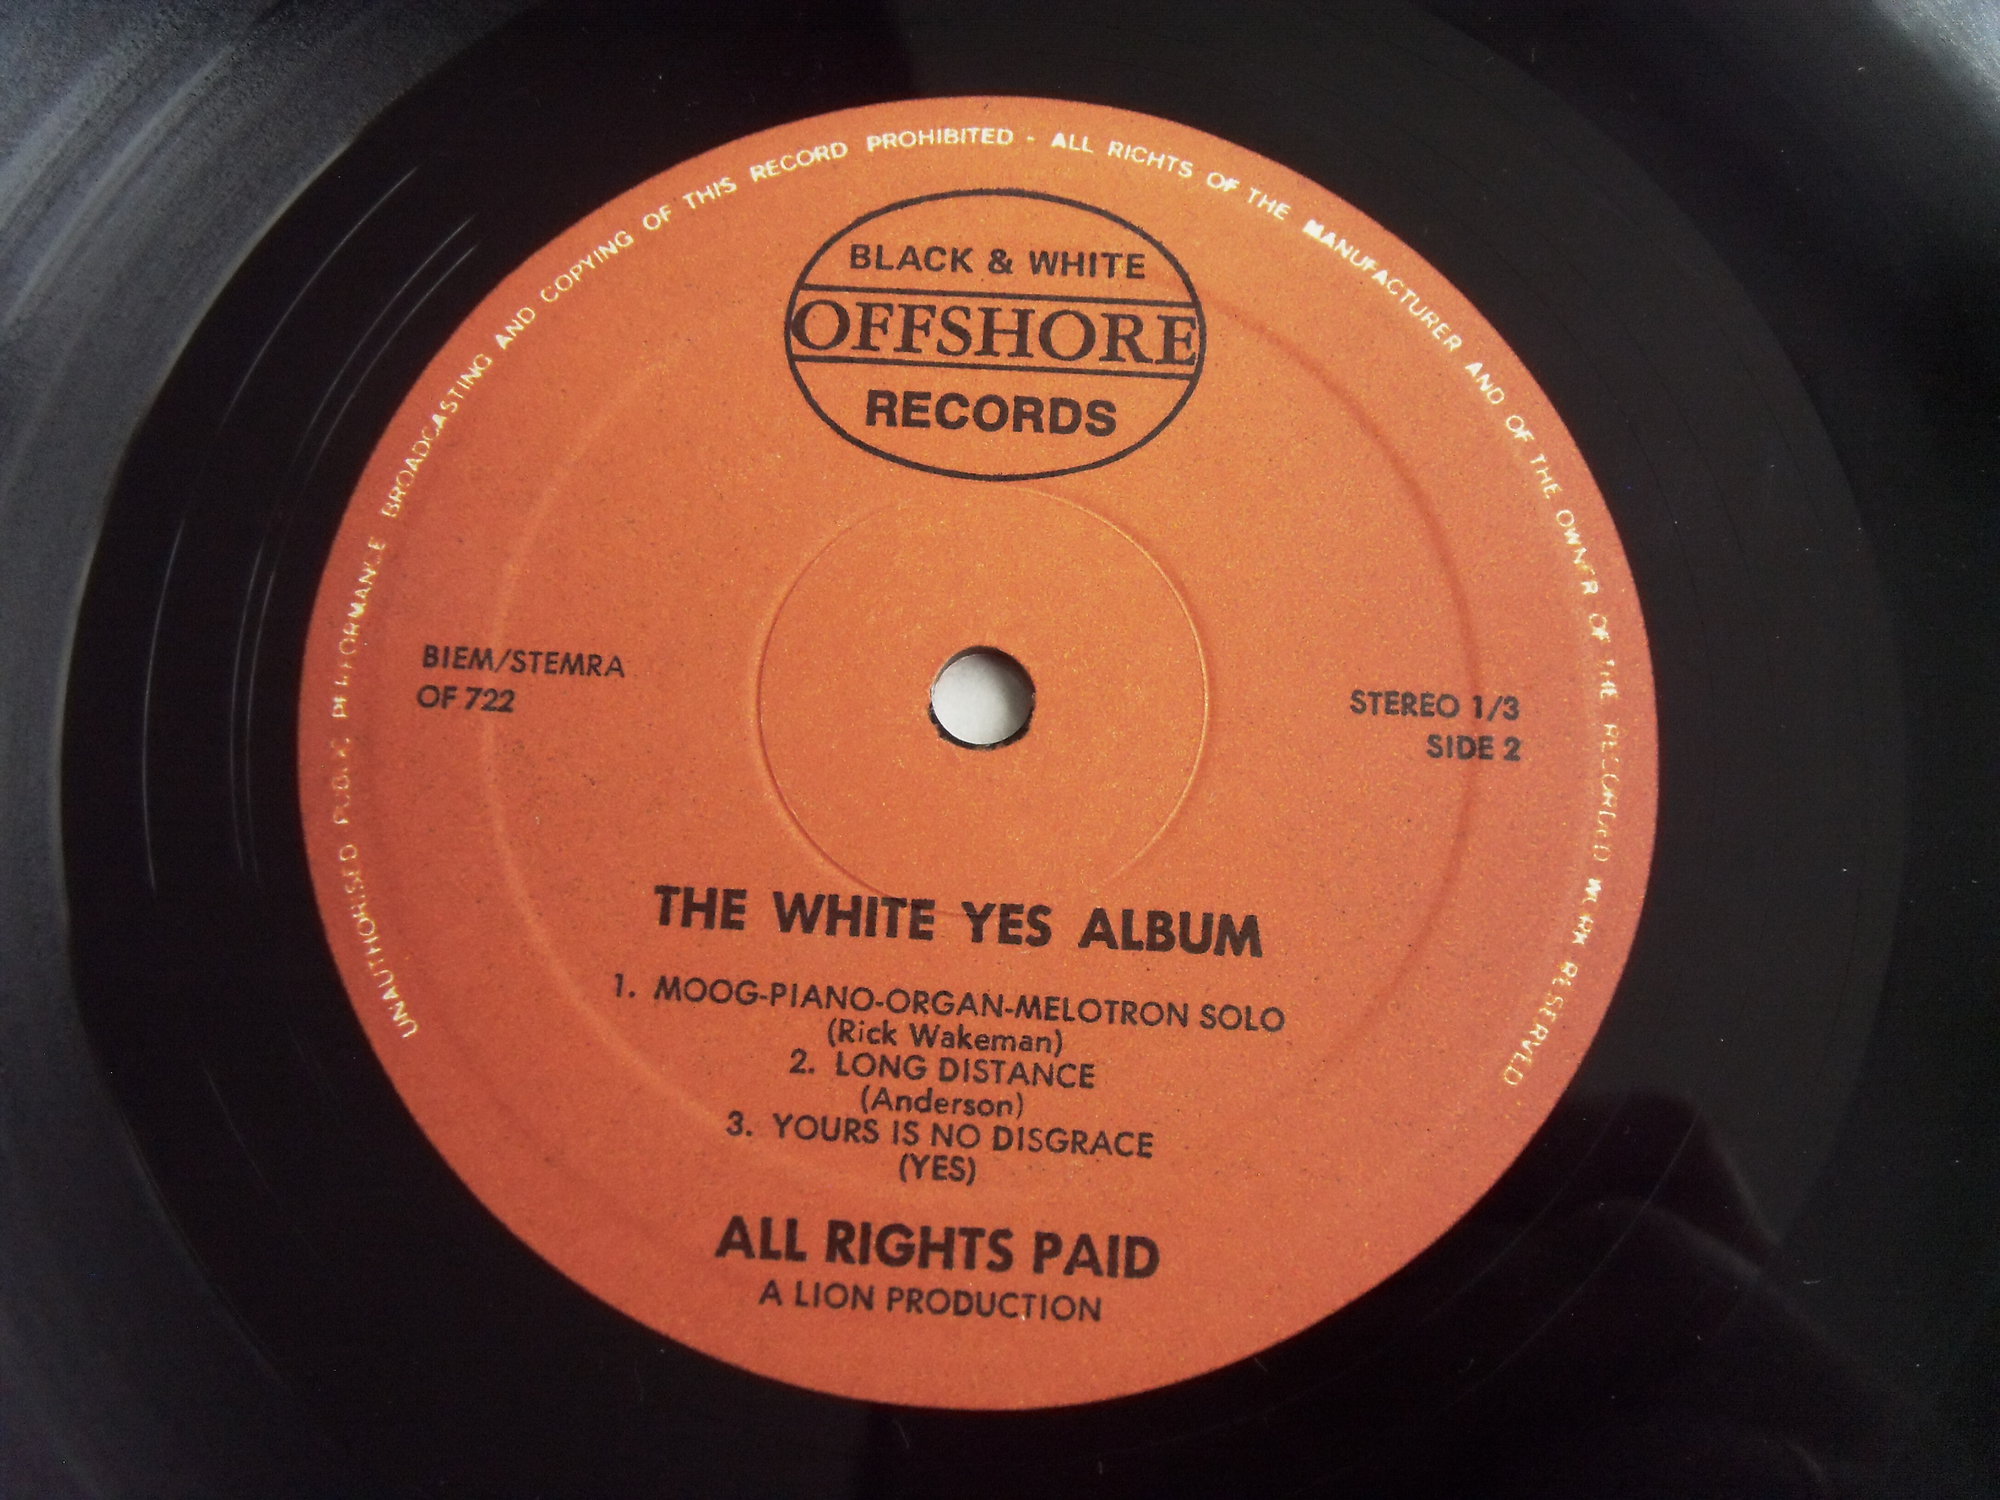 UNAUTHORISED PUBLIC PERFORMANCE BROADCASTING AND COPYING OF THIS RECORD PROHIBITED - ALL RIGHTS OF THE MANUFACTURER AND OF THE OWNER OF THE RECORDED WORK RESERVED
BLACK & WHITE
OFFSHORE
RECORDS
BIEM/STEMRA
OF 722
STEREO 1/3
SIDE 2
THE WHITE YES ALBUM
1. MOOG-PIANO-ORGAN-MELOTRON SOLO
(Rick Wakeman)
2. LONG DISTANCE
(Anderson)
3. YOURS IS NO DISGRACE
(YES)
ALL RIGHTS PAID
A LION PRODUCTION